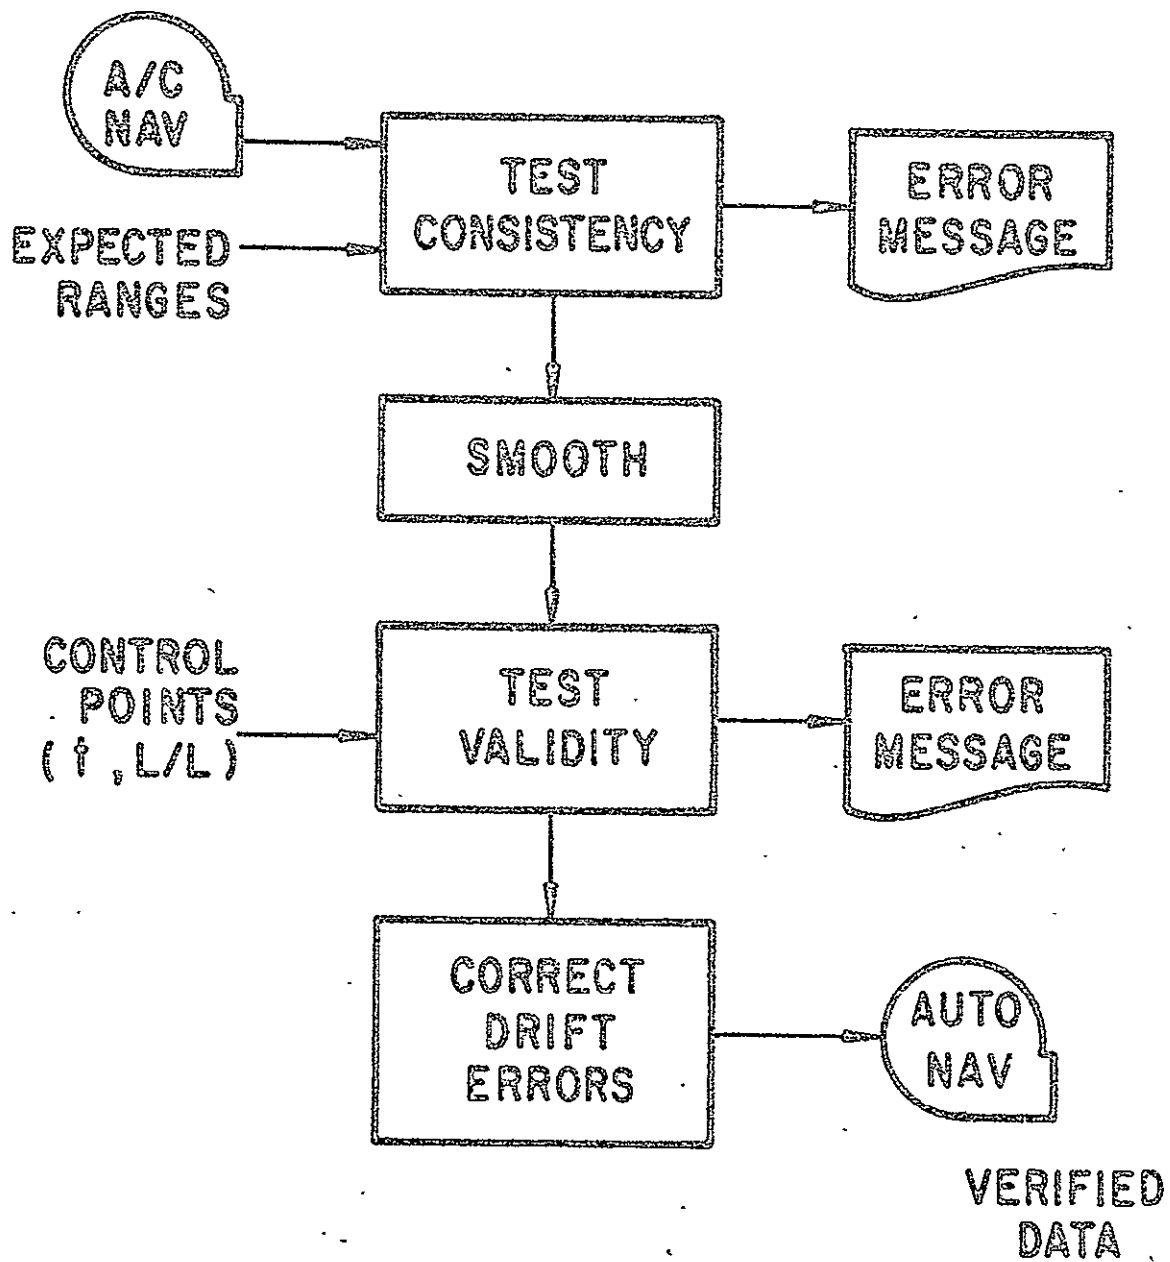 A/C
NAV
EXPECTED
RANGES
TEST
CONSISTENCY
ERROR
MESSAGE
SMOOTH
CONTROL
POINTS
( , L/L )
TEST
VALIDITY
ERROR
MESSAGE
CORRECT
DRIFT
ERRORS
AUTO
NAV
VERIFIED
DATA